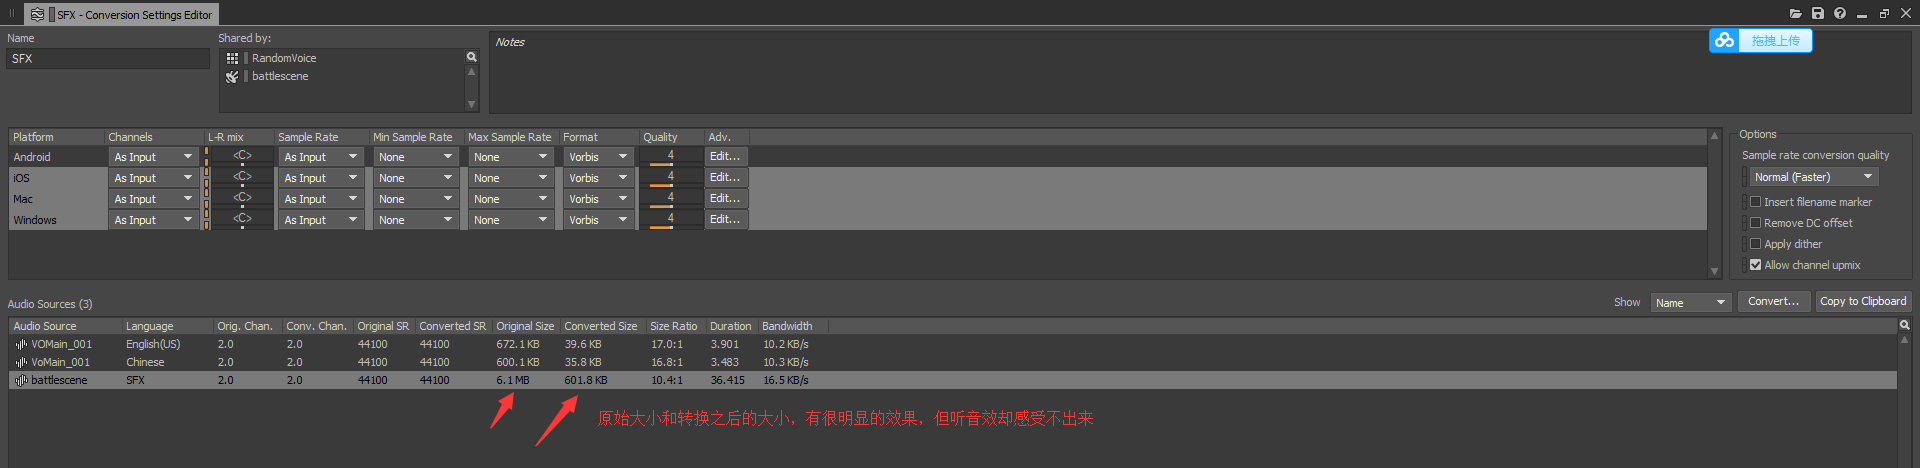 SFX - Conversion Settings Editor
Name
Shared by:
Notes
拖拽上传
SFX
RandomVoice
battlescene
Platform Channels L-R mix Sample Rate Min Sample Rate Max Sample Rate Format Quality Adv.
Android As Input <C> As Input None None Vorbis 4 Edit...
iOS As Input <C> As Input None None Vorbis 4 Edit...
Mac As Input <C> As Input None None Vorbis 4 Edit...
Windows As Input <C> As Input None None Vorbis 4 Edit...
Options
Sample rate conversion quality
Normal (Faster)
Insert filename marker
Remove DC offset
Apply dither
Allow channel upmix
Audio Sources (3)
Show Name Convert... Copy to Clipboard
Audio Source Language Orig. Chan. Conv. Chan. Original SR Converted SR Original Size Converted Size Size Ratio Duration Bandwidth
VOMain_001 English(US) 2.0 2.0 44100 44100 672.1 KB 39.6 KB 17.0:1 3.901 10.2 KB/s
VoMain_001 Chinese 2.0 2.0 44100 44100 600.1 KB 35.8 KB 16.8:1 3.483 10.3 KB/s
battlescene SFX 2.0 2.0 44100 44100 6.1 MB 601.8 KB 10.4:1 36.415 16.5 KB/s
原始大小和转换之后的大小，有很明显的效果，但听音效却感受不出来